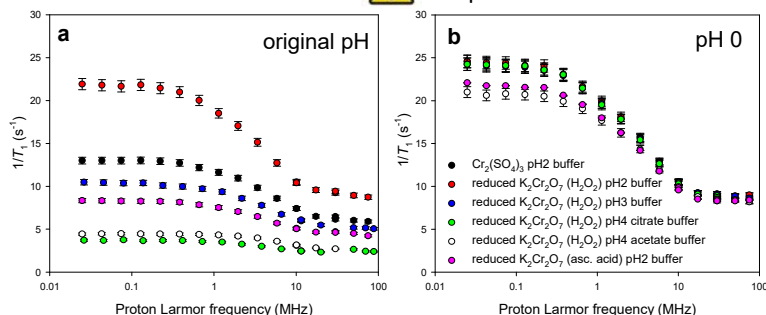 a
original pH
30
25
20
15
10
5
0
1/T1 (s-1)
0.01
0.1
1
10
100
Proton Larmor frequency (MHz)
b
pH 0
30
25
20
15
10
5
0
1/T1 (s-1)
Cr2(SO4)3 pH2 buffer
reduced K2Cr2O7 (H2O2) pH2 buffer
reduced K2Cr2O7 (H2O2) pH3 buffer
reduced K2Cr2O7 (H2O2) pH4 citrate buffer
reduced K2Cr2O7 (H2O2) pH4 acetate buffer
reduced K2Cr2O7 (asc. acid) pH2 buffer
0.01
0.1
1
10
100
Proton Larmor frequency (MHz)